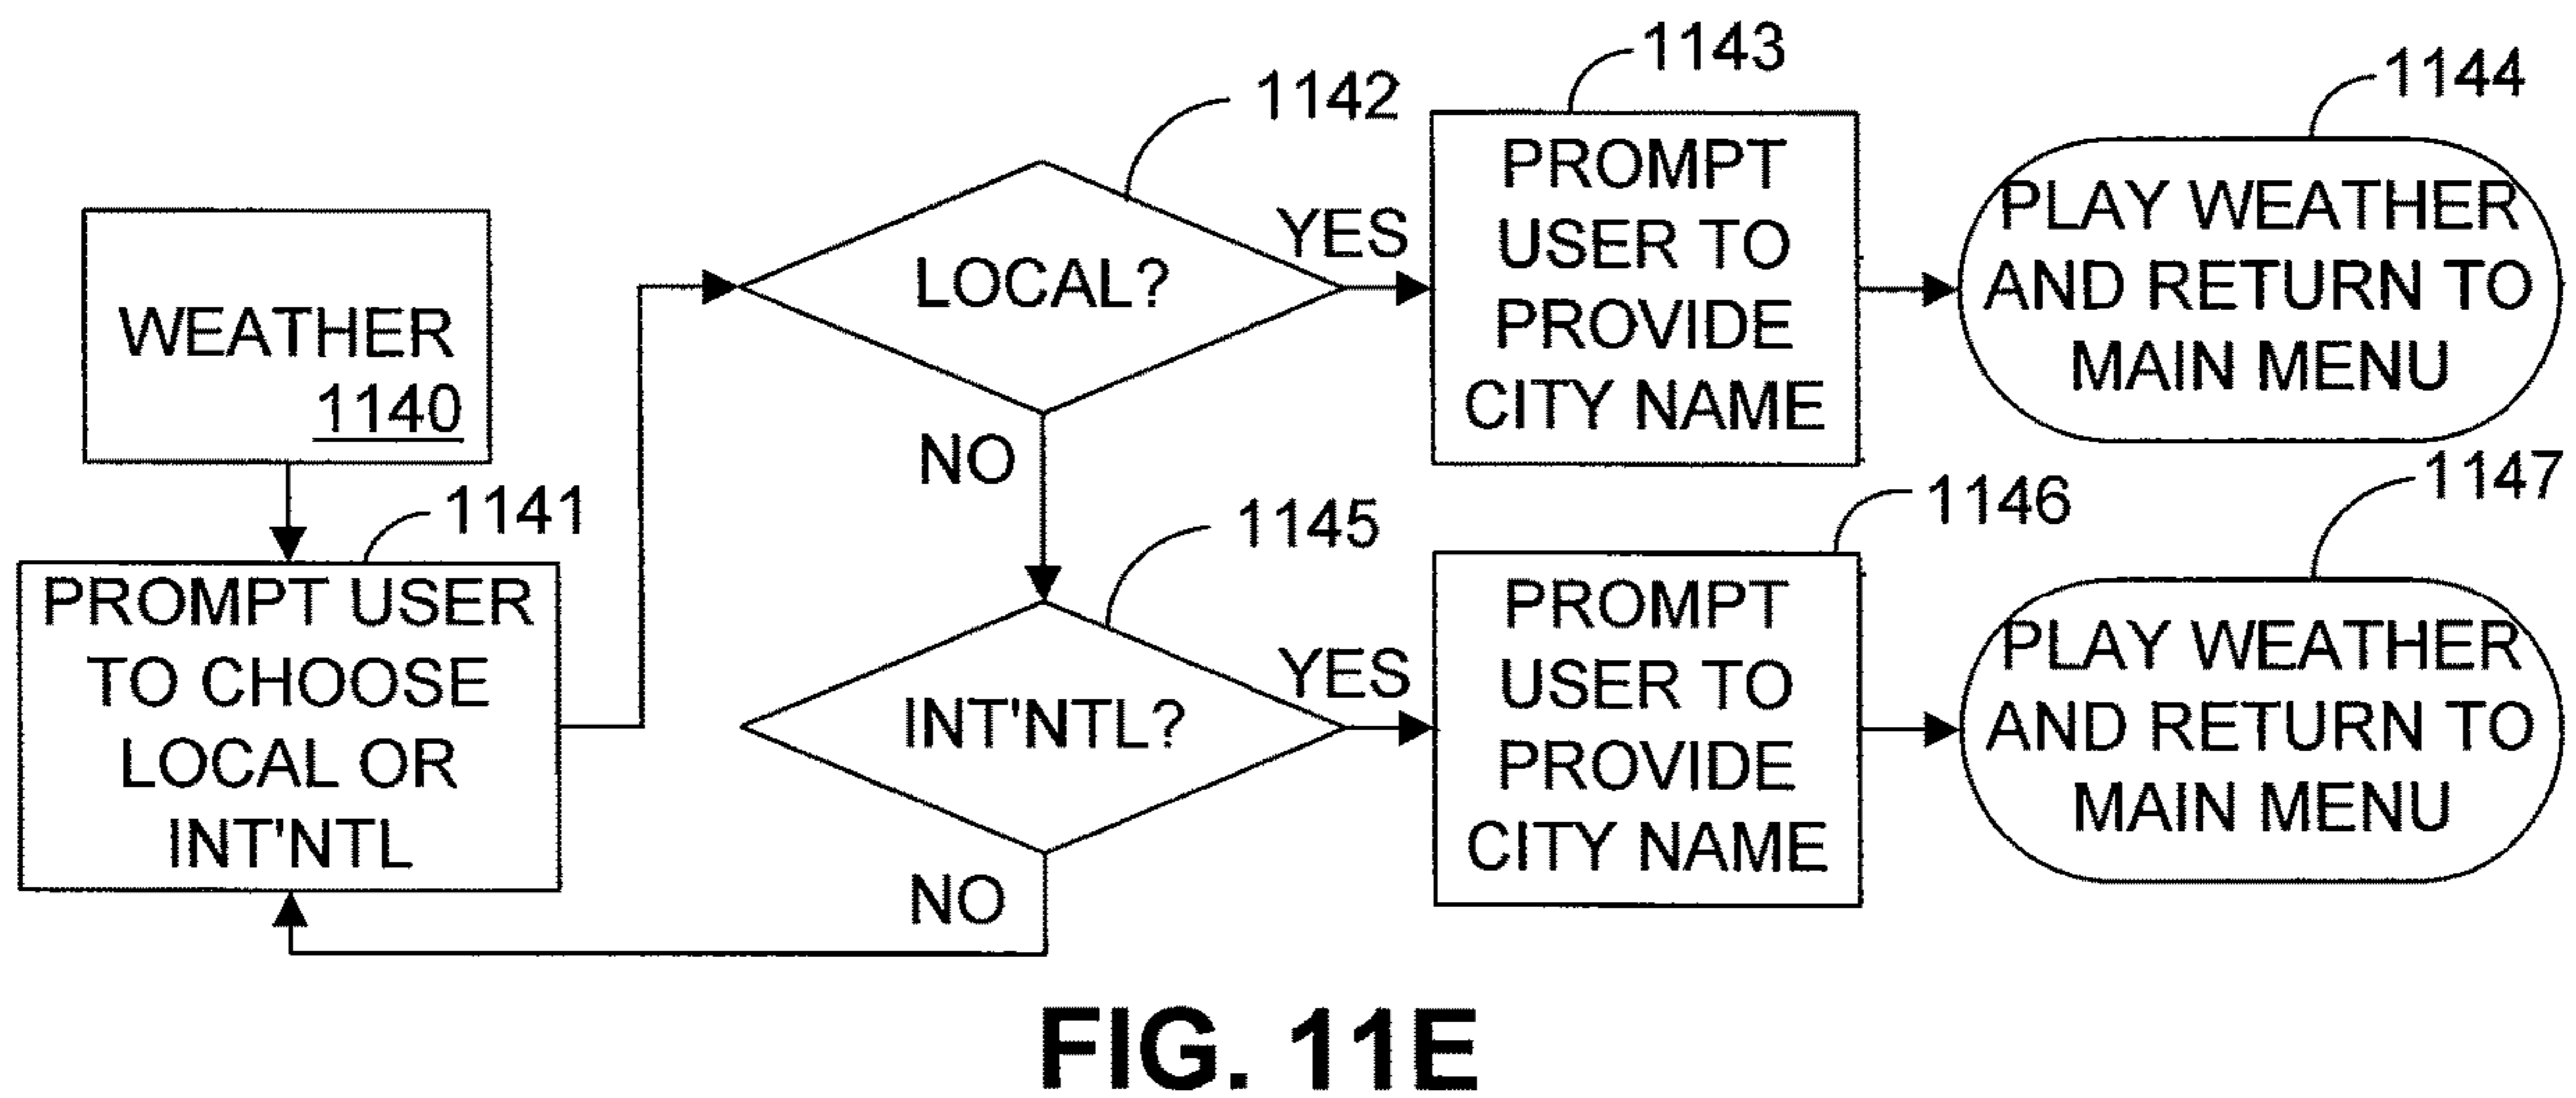 WEATHER
1140
1141
PROMPT USER
TO CHOOSE
LOCAL OR
INT'NTL
1142
LOCAL?
YES
NO
1143
PROMPT
USER TO
PROVIDE
CITY NAME
1144
PLAY WEATHER
AND RETURN TO
MAIN MENU
1145
INT'NTL?
YES
NO
1146
PROMPT
USER TO
PROVIDE
CITY NAME
1147
PLAY WEATHER
AND RETURN TO
MAIN MENU
FIG. 11E